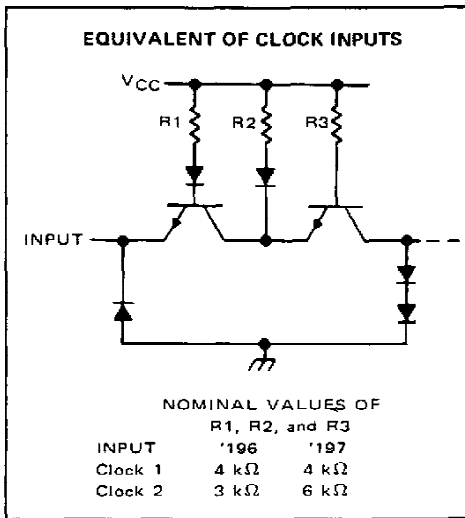 EQUIVALENT OF CLOCK INPUTS
VCC
R1 R2 R3
INPUT
NOMINAL VALUES OF
R1, R2, and R3
INPUT '196 '197
Clock 1 4 kΩ 4 kΩ
Clock 2 3 kΩ 6 kΩ